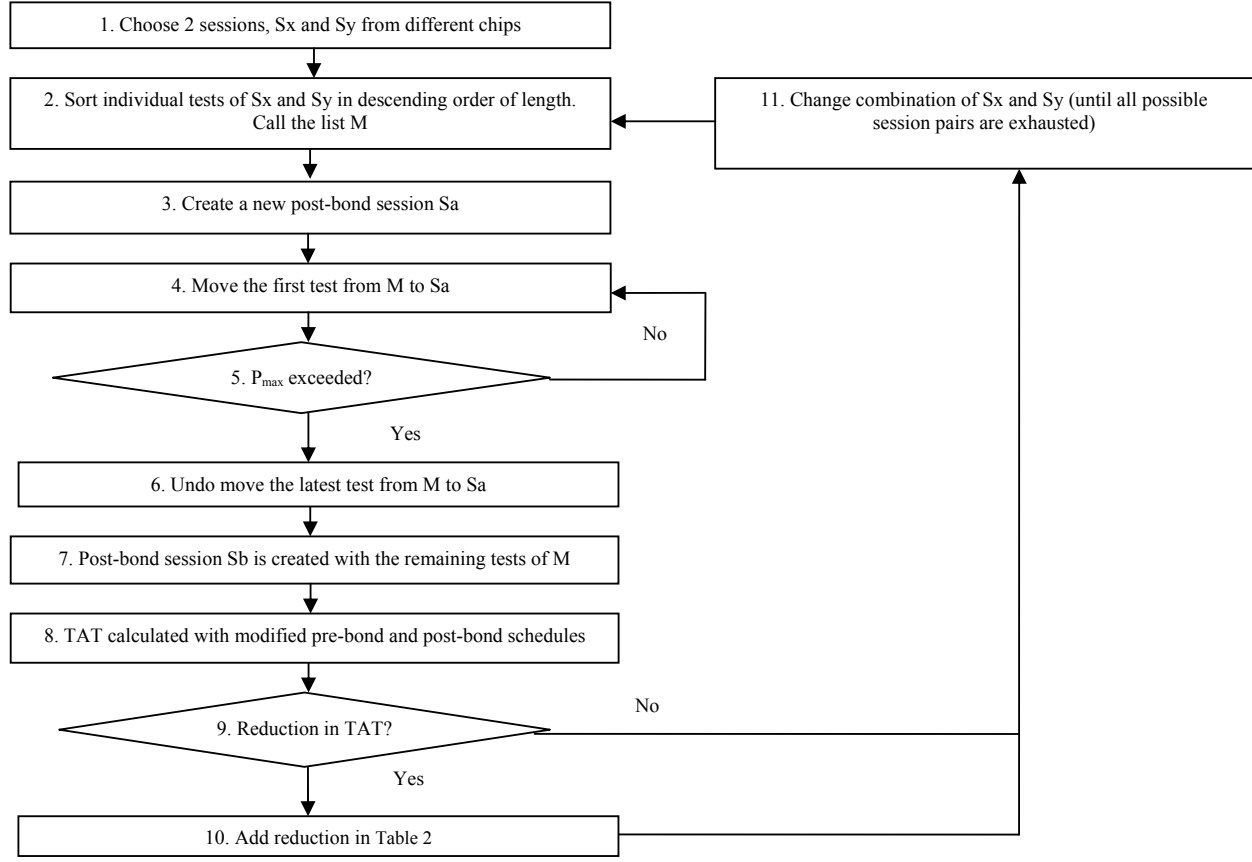 1. Choose 2 sessions, Sx and Sy from different chips
2. Sort individual tests of Sx and Sy in descending order of length.
Call the list M
11. Change combination of Sx and Sy (until all possible
session pairs are exhausted)
3. Create a new post-bond session Sa
4. Move the first test from M to Sa
No
5. Pmax exceeded?
Yes
6. Undo move the latest test from M to Sa
7. Post-bond session Sb is created with the remaining tests of M
8. TAT calculated with modified pre-bond and post-bond schedules
No
9. Reduction in TAT?
Yes
10. Add reduction in Table 2